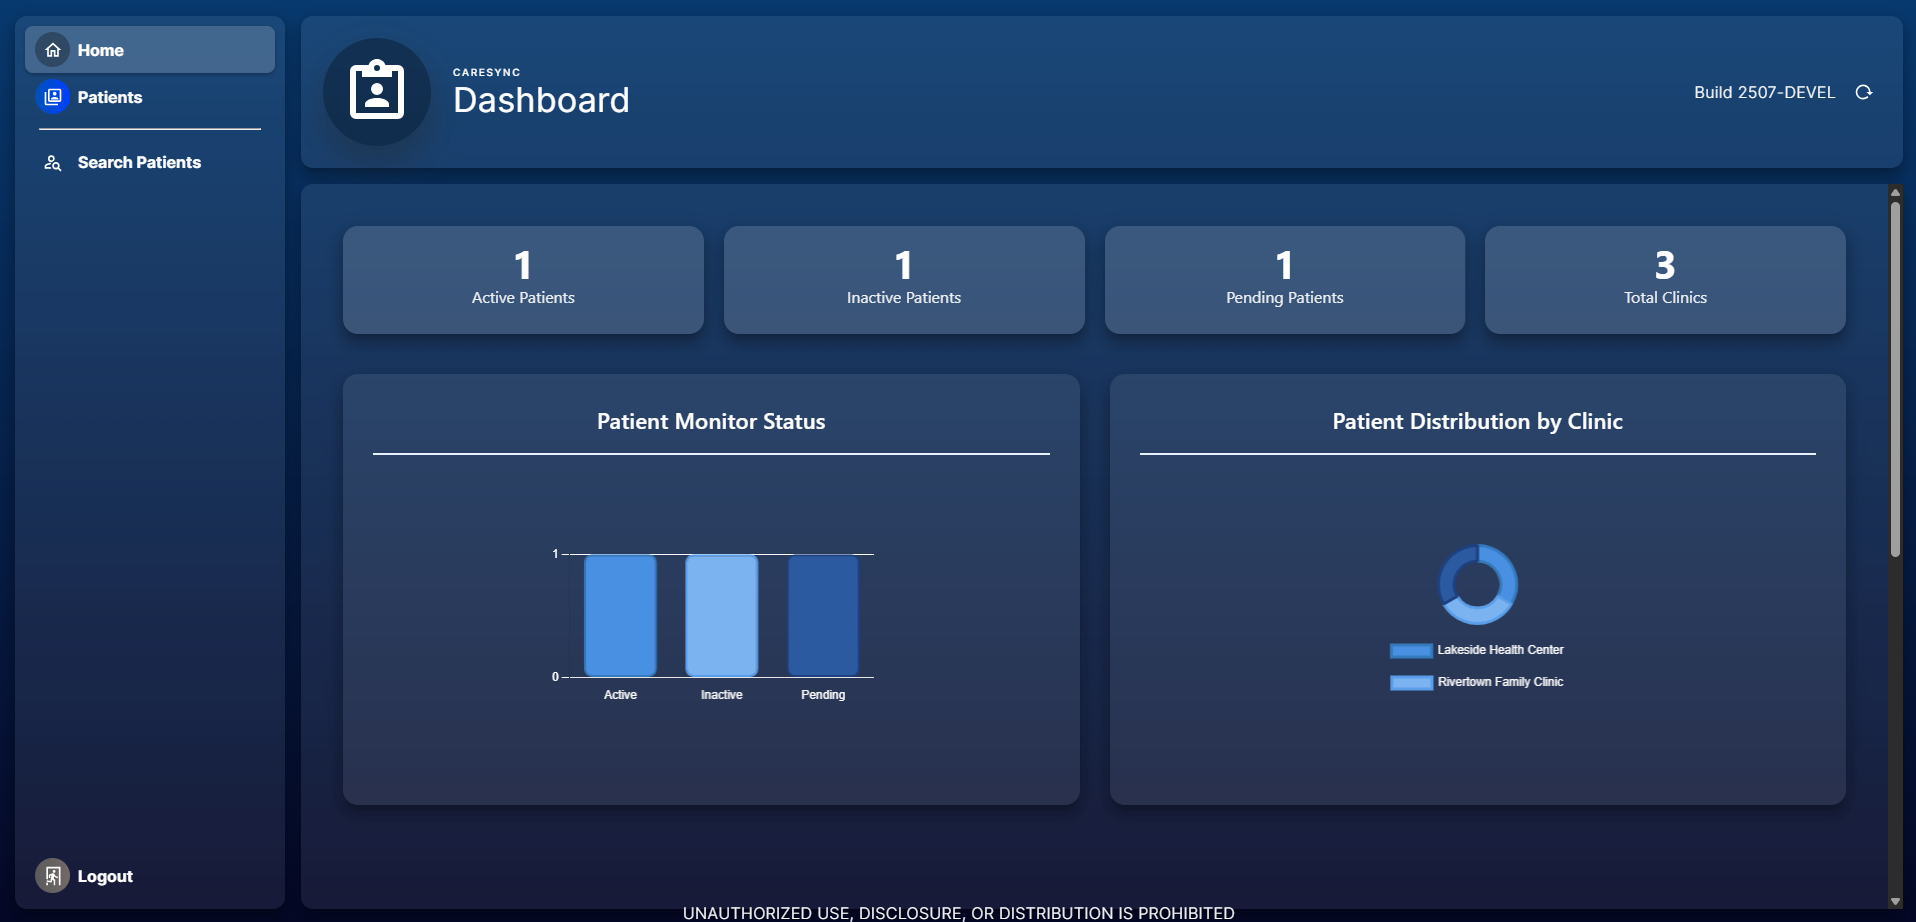 Home
Patients
Search Patients
Logout
CARESYNC
Dashboard
Build 2507-DEVEL
1
Active Patients
1
Inactive Patients
1
Pending Patients
3
Total Clinics
Patient Monitor Status
1
0
Active
Inactive
Pending
Patient Distribution by Clinic
Lakeside Health Center
Rivertown Family Clinic
UNAUTHORIZED USE, DISCLOSURE, OR DISTRIBUTION IS PROHIBITED